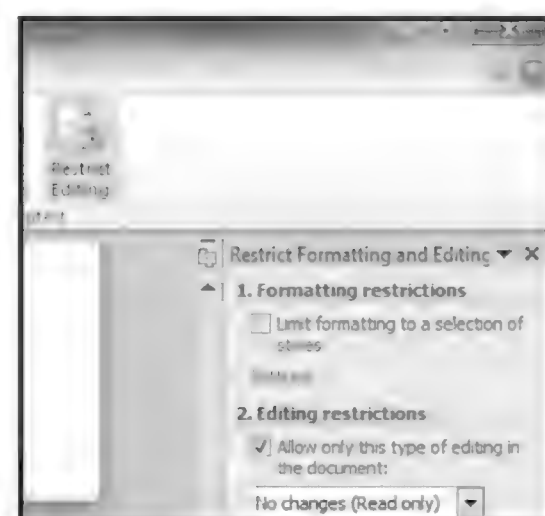 Restrict
Editing
Restrict Formatting and Editing
1. Formatting restrictions
Limit formatting to a selection of
styles
2. Editing restrictions
Allow only this type of editing in
the document:
No changes (Read only)